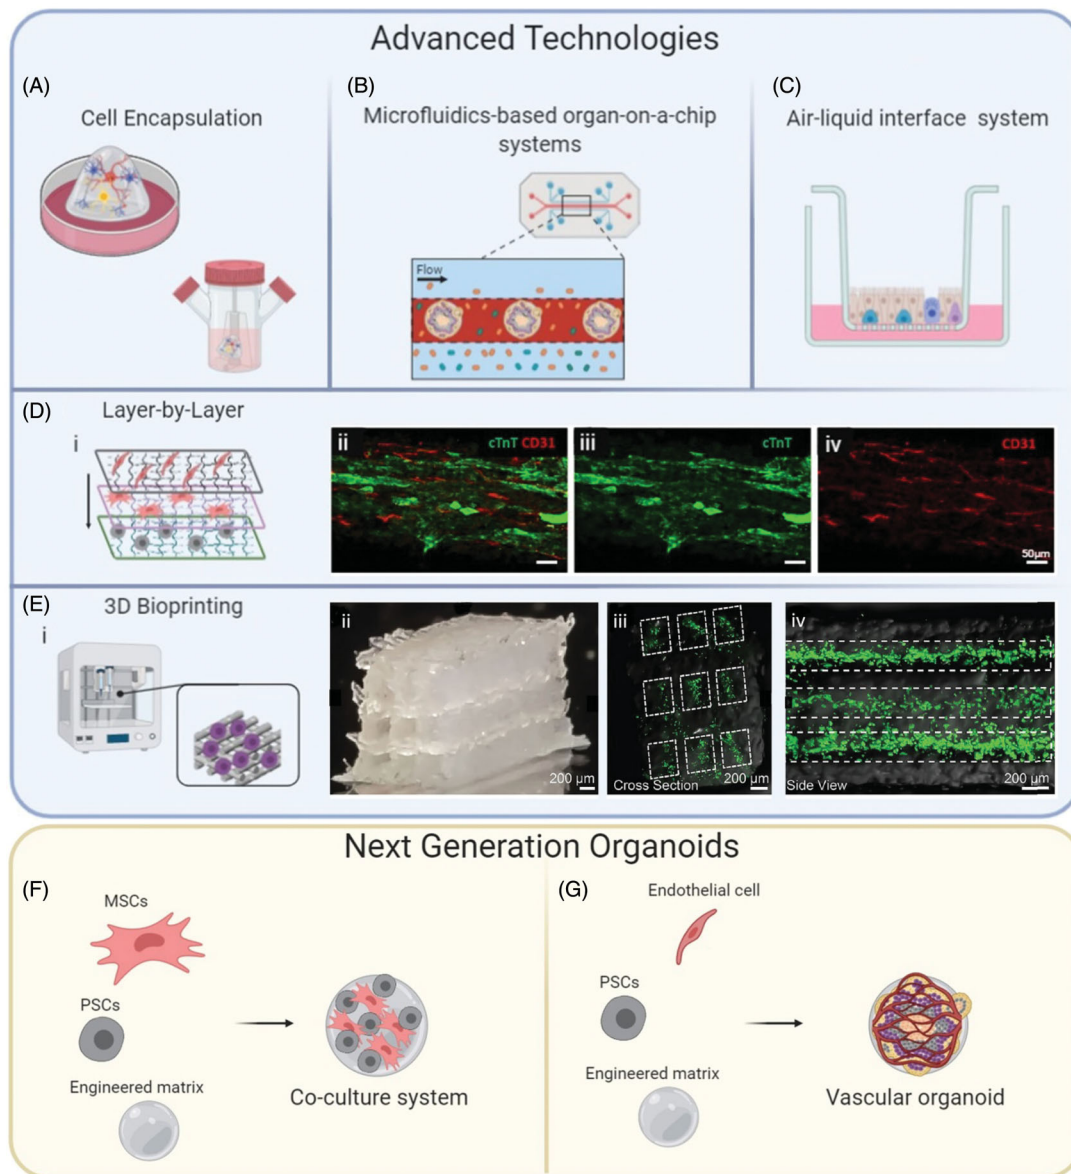 Advanced Technologies
(A)
Cell Encapsulation
(B)
Microfluidics-based organ-on-a-chip
systems
Flow
(C)
Air-liquid interface system
(D)
Layer-by-Layer
i
ii
cTnT CD31
iii
cTnT
iv
CD31
50µm
(E)
3D Bioprinting
i
ii
200 µm
iii
Cross Section
200 µm
iv
Side View
200 µm
Next Generation Organoids
(F)
MSCs
PSCs
Engineered matrix
Co-culture system
(G)
Endothelial cell
PSCs
Engineered matrix
Vascular organoid